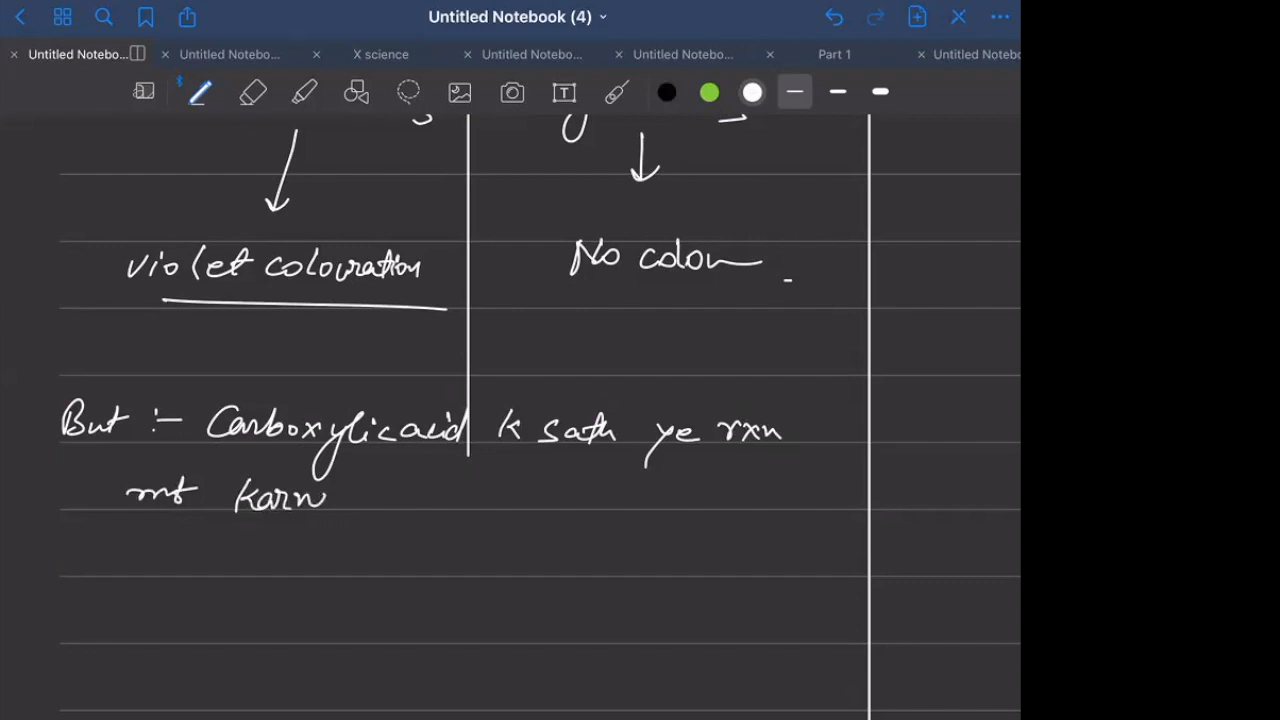 Untitled Notebook (4)
Untitled Notebo... Untitled Notebo... X science Untitled Notebo... Untitled Notebo... Part 1 Untitled Notebo
violet colouration
No colour
But :- Carboxylic acid k sath ye rxn
mt karn